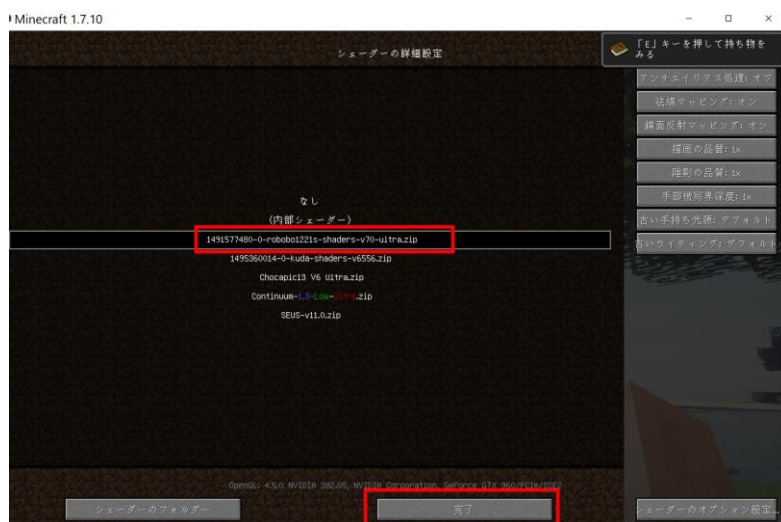 Minecraft 1.7.10
シェーダーの詳細設定
「E」キーを押して持ち物を
みる
アンチエイリアス処理: オフ
法線マッピング: オン
鏡面反射マッピング: オン
描画の品質: 1x
陰影の品質: 1x
手部被写界深度: 1x
古い手持ち光源: デフォルト
古いライティング: デフォルト
なし
(内部シェーダー)
1491577480-0-robobo1221s-shaders-v70-ultra.zip
1495360014-0-kuda-shaders-v6556.zip
Chocapic13 V6 Ultra.zip
Continuum-1.3-Low-Ultra.zip
SEUS-v11.0.zip
OpenGL: 4.5.0 NVIDIA 382.05, NVIDIA Corporation, GeForce GTX 960/PCIe/SSE2
シェーダーのフォルダー
完了
シェーダーのオプション設定...